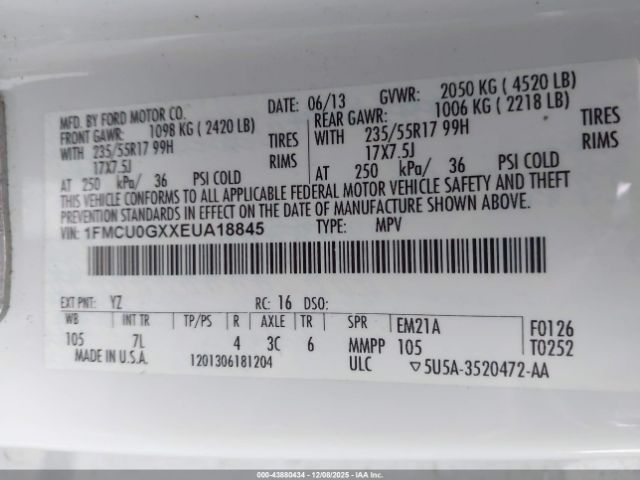 MFD. BY FORD MOTOR CO.
DATE: 06/13 GVWR: 2050 KG ( 4520 LB)
FRONT GAWR: 1098 KG ( 2420 LB) REAR GAWR: 1006 KG ( 2218 LB)
WITH 235/55R17 99H TIRES WITH 235/55R17 99H TIRES
17X7.5J RIMS 17X7.5J RIMS
AT 250 kPa/ 36 PSI COLD AT 250 kPa/ 36 PSI COLD
THIS VEHICLE CONFORMS TO ALL APPLICABLE FEDERAL MOTOR VEHICLE SAFETY AND THEFT
PREVENTION STANDARDS IN EFFECT ON THE DATE OF MANUFACTURE SHOWN ABOVE.
VIN: 1FMCU0GXXEUA18845 TYPE: MPV
EXT PNT: YZ RC: 16 DSO:
WB INT TR TP/PS R AXLE TR SPR EM21A F0126
105 7L 4 3C 6 MMPP 105 T0252
MADE IN U.S.A. 1201306181204 ULC ▽5U5A-3520472-AA
000-43880434 | 12/08/2025 | © Copyright IAA, LLC